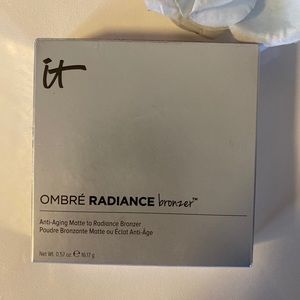 it
OMBRÉ RADIANCE bronzer™
Anti-Aging Matte to Radiance Bronzer
Poudre Bronzante Matte ou Éclat Anti-Âge
Net Wt. 0.57 oz ℮ 16.17 g